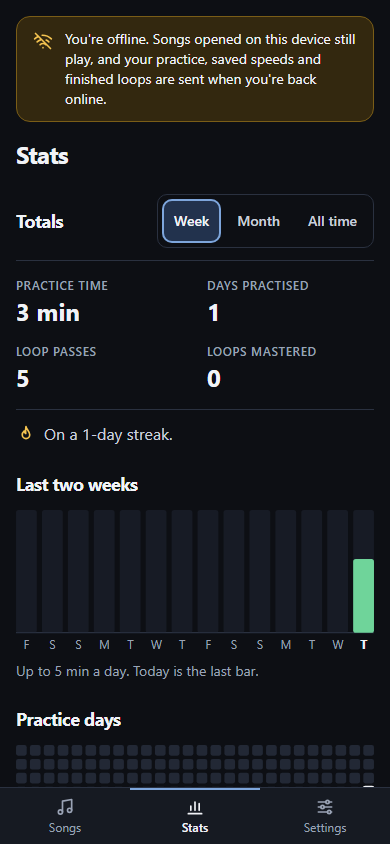 You're offline. Songs opened on this device still
play, and your practice, saved speeds and
finished loops are sent when you're back
online.
Stats
Totals
Week Month All time
PRACTICE TIME DAYS PRACTISED
3 min 1
LOOP PASSES LOOPS MASTERED
5 0
On a 1-day streak.
Last two weeks
F S S M T W T F S S M T W T
Up to 5 min a day. Today is the last bar.
Practice days
Songs Stats Settings